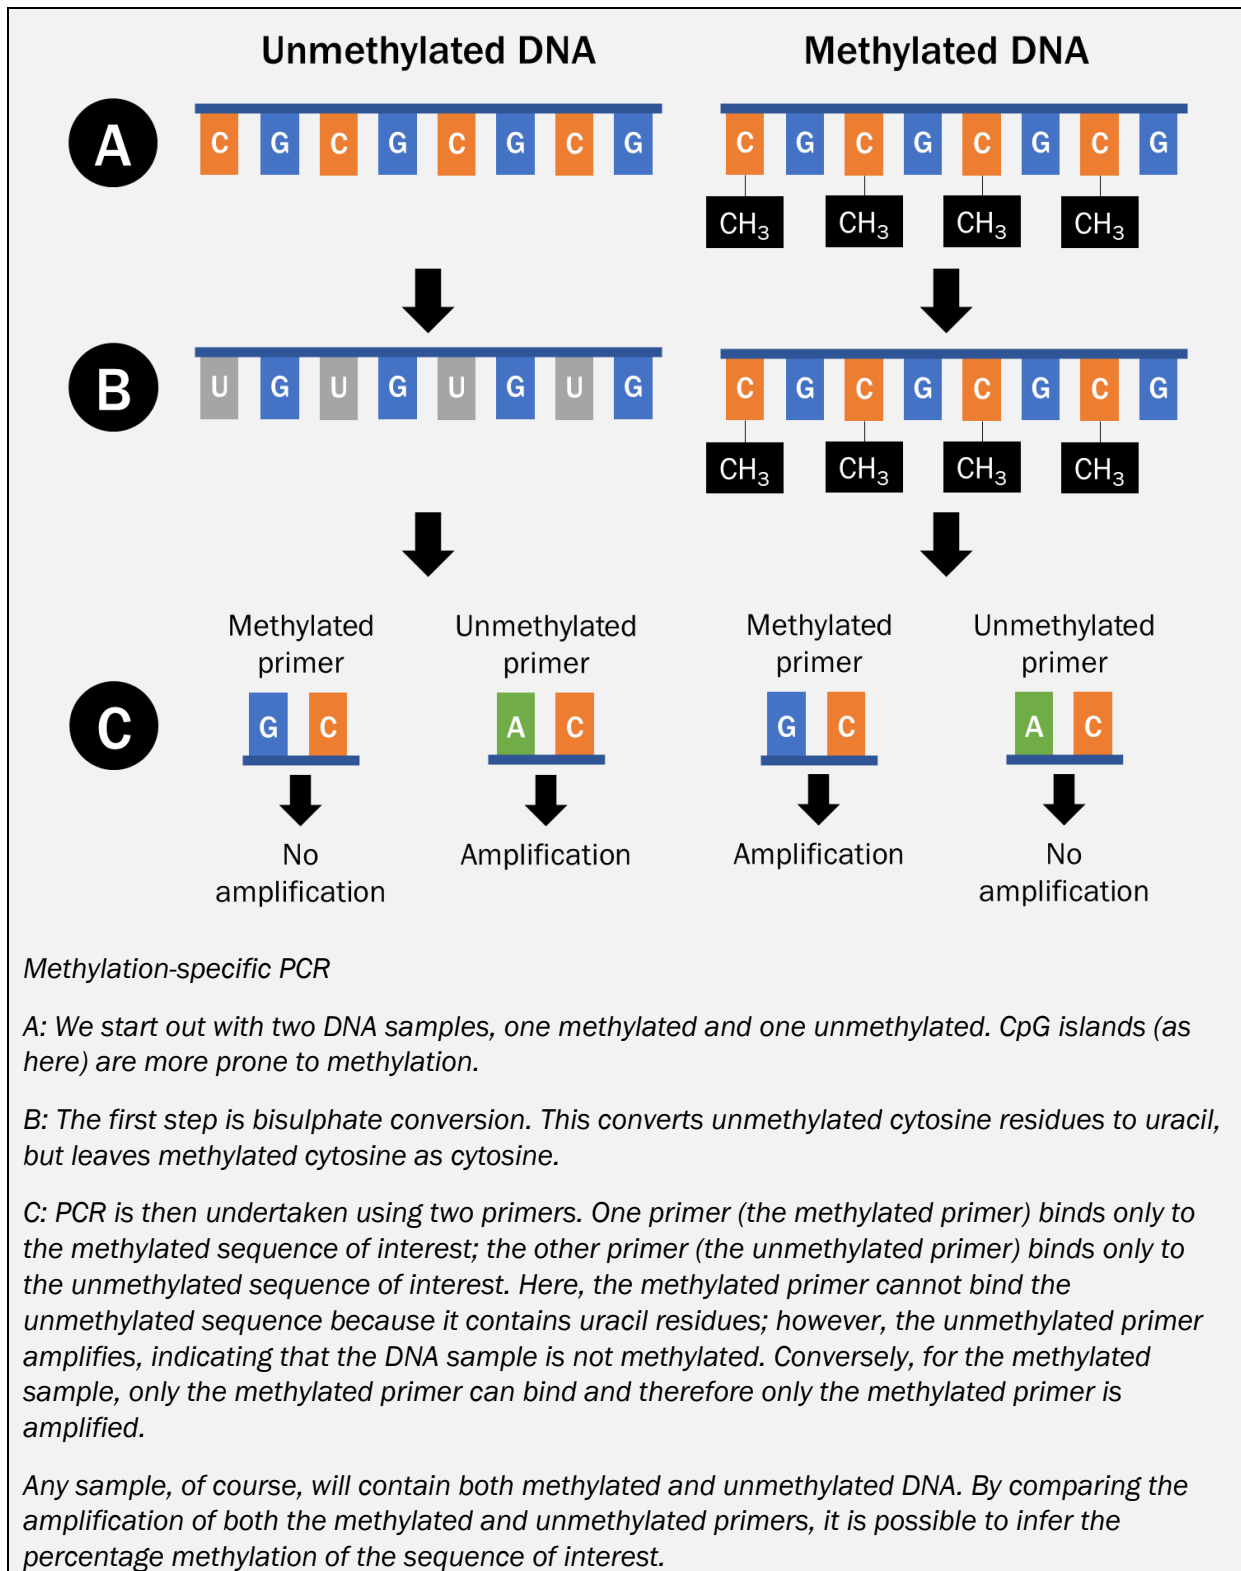 Unmethylated DNA Methylated DNA
A
C G C G C G C G C G C G C G C G
CH₃ CH₃ CH₃ CH₃
B
U G U G U G U G C G C G C G C G
CH₃ CH₃ CH₃ CH₃
Methylated Unmethylated Methylated Unmethylated
primer primer primer primer
C
G C A C G C A C
No Amplification Amplification No
amplification amplification
Methylation-specific PCR
A: We start out with two DNA samples, one methylated and one unmethylated. CpG islands (as
here) are more prone to methylation.
B: The first step is bisulphate conversion. This converts unmethylated cytosine residues to uracil,
but leaves methylated cytosine as cytosine.
C: PCR is then undertaken using two primers. One primer (the methylated primer) binds only to
the methylated sequence of interest; the other primer (the unmethylated primer) binds only to
the unmethylated sequence of interest. Here, the methylated primer cannot bind the
unmethylated sequence because it contains uracil residues; however, the unmethylated primer
amplifies, indicating that the DNA sample is not methylated. Conversely, for the methylated
sample, only the methylated primer can bind and therefore only the methylated primer is
amplified.
Any sample, of course, will contain both methylated and unmethylated DNA. By comparing the
amplification of both the methylated and unmethylated primers, it is possible to infer the
percentage methylation of the sequence of interest.